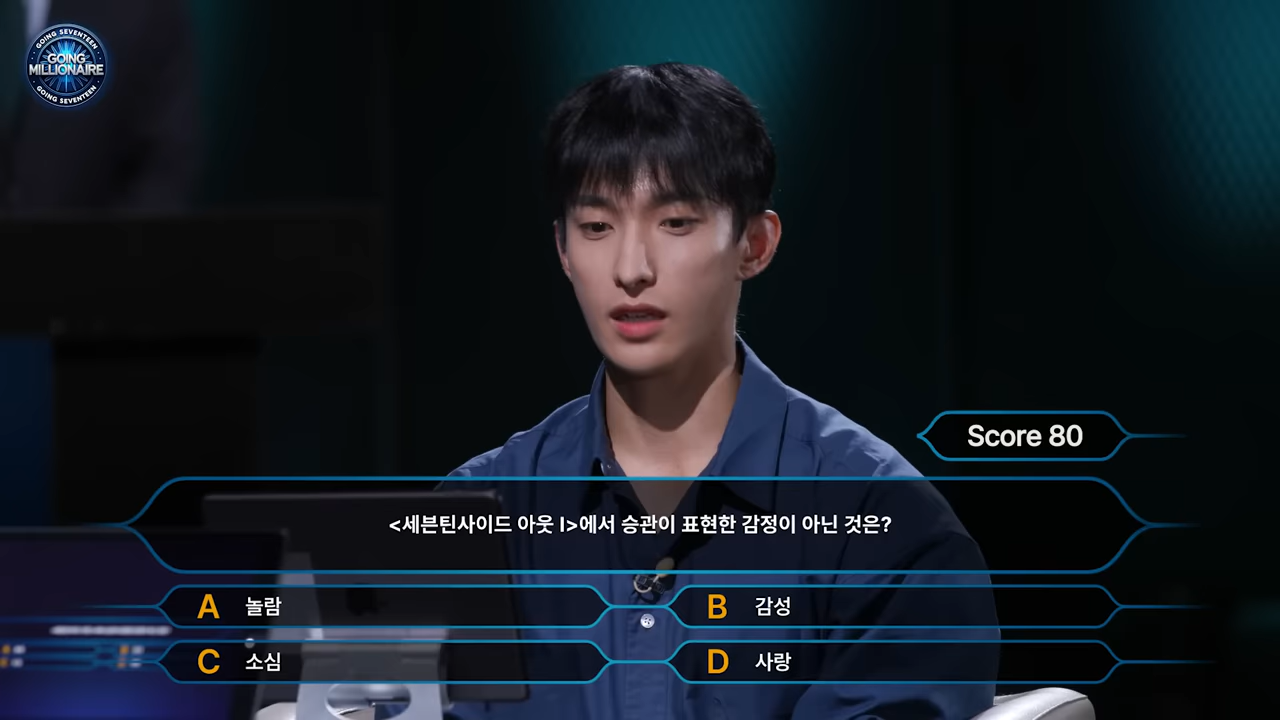 GOING SEVENTEEN
GOING
MILLIONAIRE
GOING SEVENTEEN
Score 80
<세븐틴사이드 아웃 I>에서 승관이 표현한 감정이 아닌 것은?
A 놀람
B 감성
C 소심
D 사랑